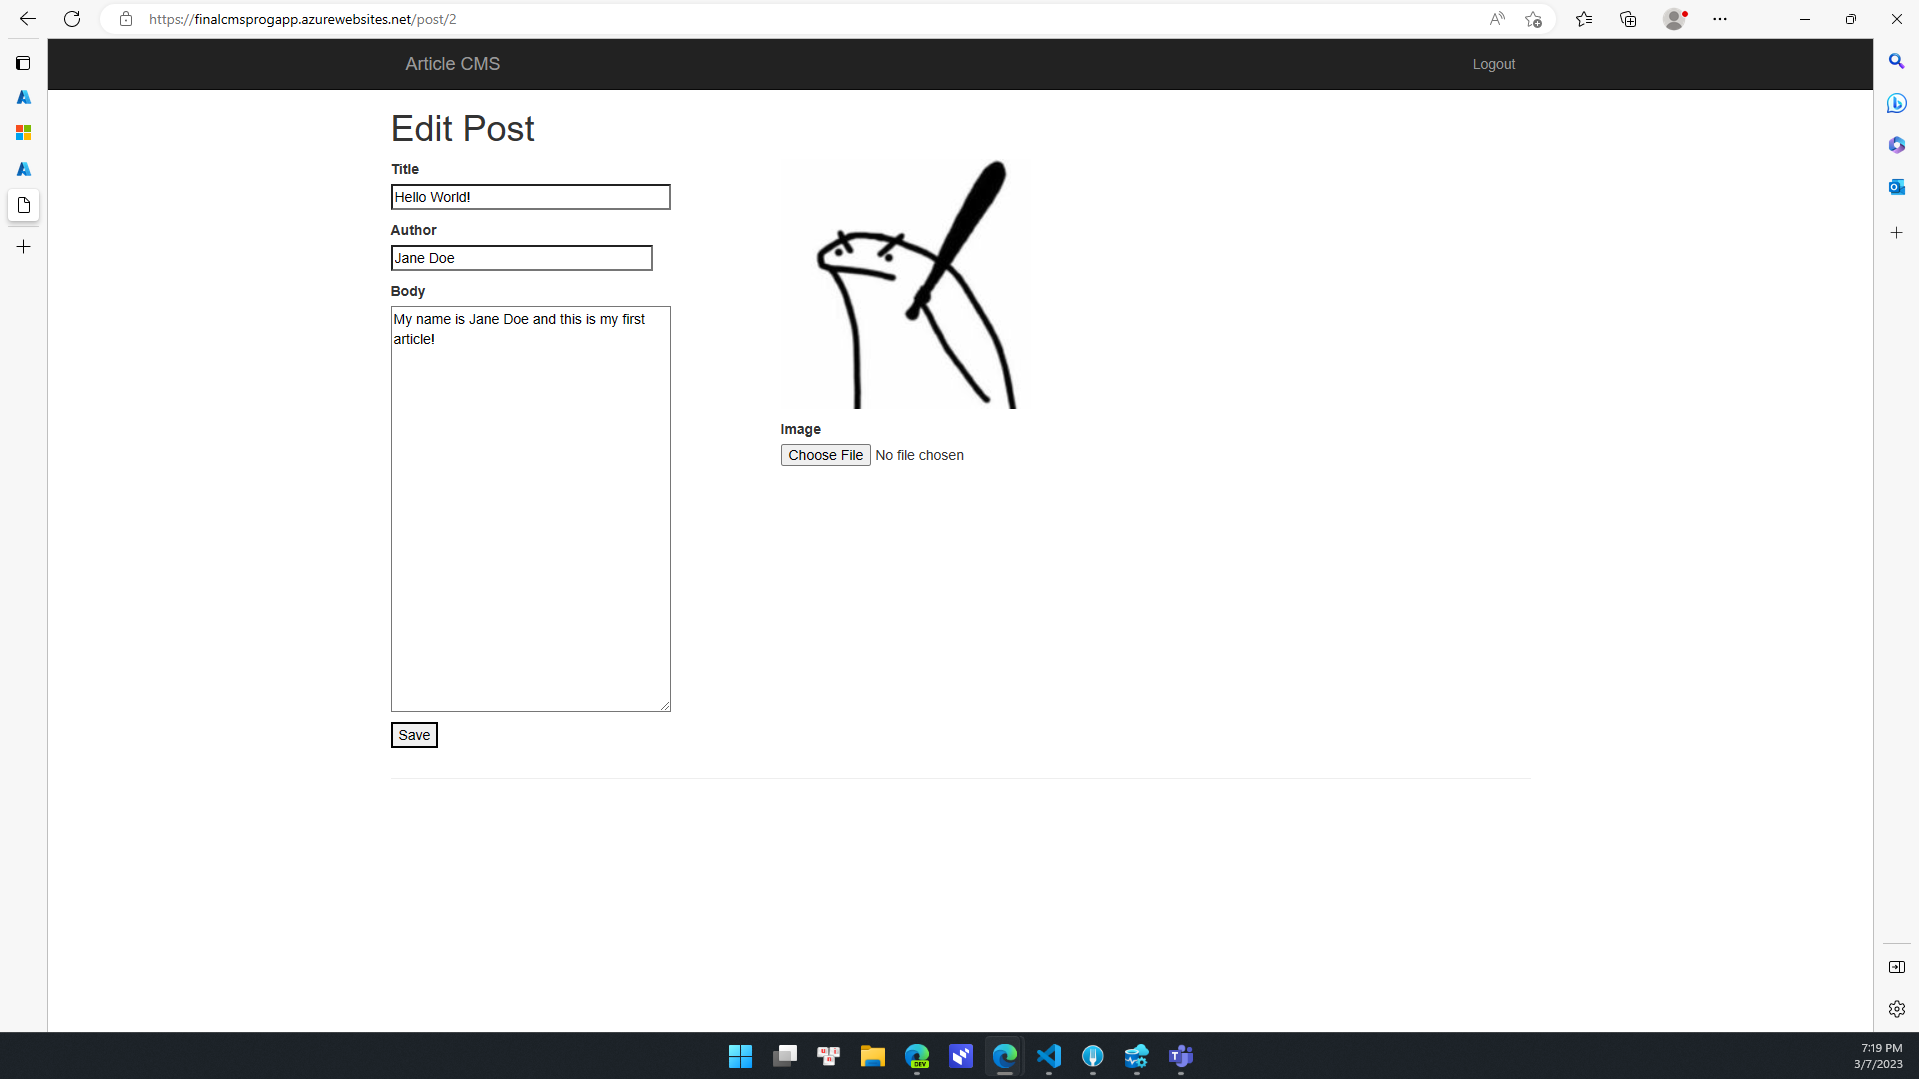 https://finalcmsprogapp.azurewebsites.net/post/2
Article CMS
Logout
Edit Post
Title
Hello World!
Author
Jane Doe
Body
My name is Jane Doe and this is my first
article!
Image
Choose File No file chosen
Save
DEV
7:19 PM
3/7/2023